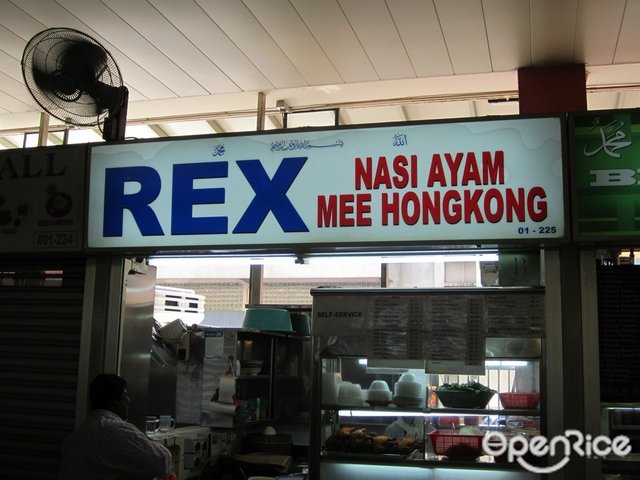 محمد بسم الله الرحمن الرحيم الله
REX
NASI AYAM
MEE HONGKONG
01 - 225
ALL
#01-224
محمد
B
SELF-SERVICE
OPENRICE